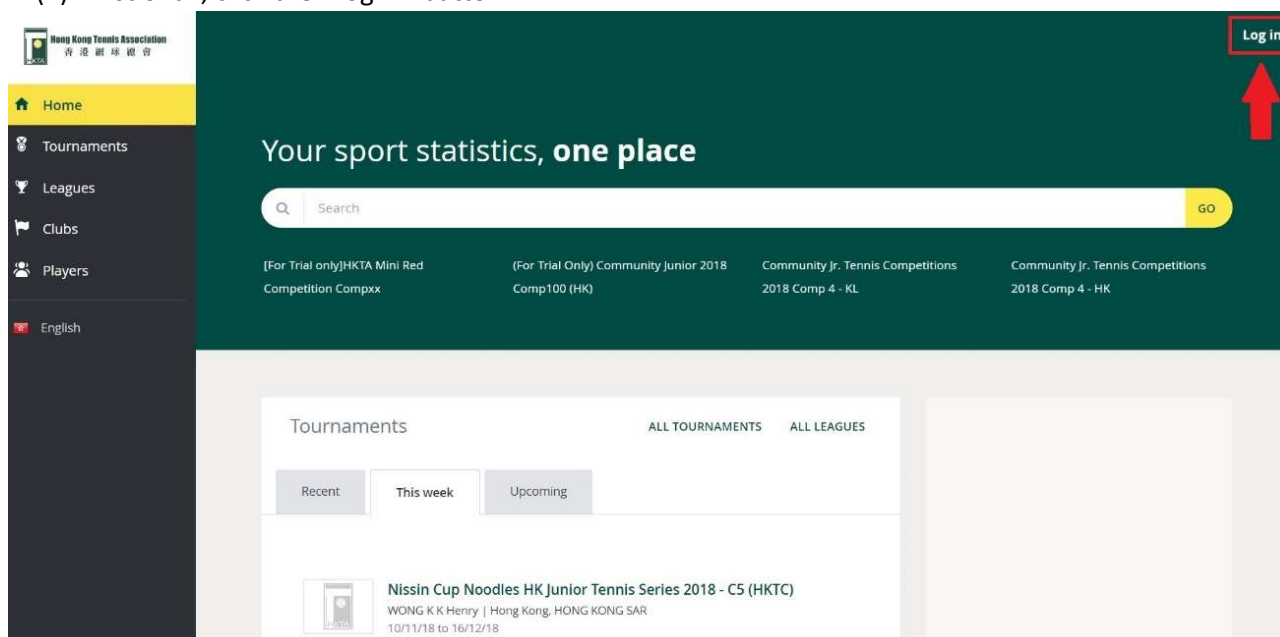 Hong Kong Tennis Association
香港網球總會
HKTA
Log in
Home
Tournaments
Leagues
Clubs
Players
English
Your sport statistics, one place
Search
GO
[For Trial only]HKTA Mini Red
Competition Compxx
(For Trial Only) Community Junior 2018
Comp100 (HK)
Community Jr. Tennis Competitions
2018 Comp 4 - KL
Community Jr. Tennis Competitions
2018 Comp 4 - HK
Tournaments
ALL TOURNAMENTS
ALL LEAGUES
Recent
This week
Upcoming
HKTA
Nissin Cup Noodles HK Junior Tennis Series 2018 - C5 (HKTC)
WONG K K Henry | Hong Kong, HONG KONG SAR
10/11/18 to 16/12/18